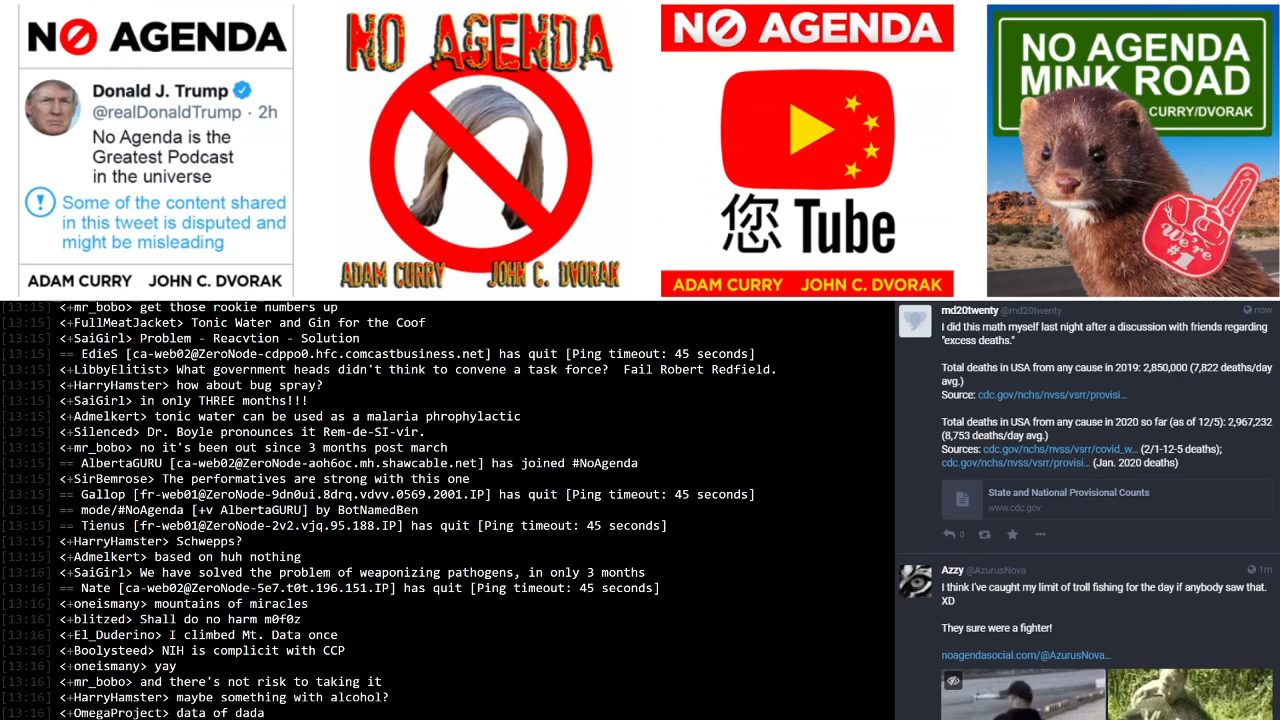 NO AGENDA
Donald J. Trump
@realDonaldTrump · 2h
No Agenda is the
Greatest Podcast
in the universe
Some of the content shared
in this tweet is disputed and
might be misleading
ADAM CURRY JOHN C. DVORAK
NO AGENDA
ADAM CURRY JOHN C. DVORAK
NO AGENDA
您 Tube
ADAM CURRY JOHN C. DVORAK
NO AGENDA
MINK ROAD
CURRY/DVORAK
we're
#1
[13:15] <+mr_bobo> get those rookie numbers up
[13:15] <+FullMeatJacket> Tonic Water and Gin for the Coof
[13:15] <+SaiGirl> Problem - Reacvtion - Solution
[13:15] == EdieS [ca-web02@ZeroNode-cdppo0.hfc.comcastbusiness.net] has quit [Ping timeout: 45 seconds]
[13:15] <+LibbyElitist> What government heads didn't think to convene a task force?  Fail Robert Redfield.
[13:15] <+HarryHamster> how about bug spray?
[13:15] <+SaiGirl> in only THREE months!!!
[13:15] <+Admelkert> tonic water can be used as a malaria phrophylactic
[13:15] <+Silenced> Dr. Boyle pronounces it Rem-de-SI-vir.
[13:15] <+mr_bobo> no it's been out since 3 months post march
[13:15] == AlbertaGURU [ca-web02@ZeroNode-aoh6oc.mh.shawcable.net] has joined #NoAgenda
[13:15] <+SirBemrose> The performatives are strong with this one
[13:15] == Gallop [fr-web01@ZeroNode-9dn0ui.8drq.vdvv.0569.2001.IP] has quit [Ping timeout: 45 seconds]
[13:15] == mode/#NoAgenda [+v AlbertaGURU] by BotNamedBen
[13:15] == Tienus [fr-web01@ZeroNode-2v2.vjq.95.188.IP] has quit [Ping timeout: 45 seconds]
[13:15] <+HarryHamster> Schwepps?
[13:15] <+Admelkert> based on huh nothing
[13:16] <+SaiGirl> We have solved the problem of weaponizing pathogens, in only 3 months
[13:16] == Nate [ca-web02@ZeroNode-5e7.t0t.196.151.IP] has quit [Ping timeout: 45 seconds]
[13:16] <+oneismany> mountains of miracles
[13:16] <+blitzed> Shall do no harm m0f0z
[13:16] <+El_Duderino> I climbed Mt. Data once
[13:16] <+Boolysteed> NIH is complicit with CCP
[13:16] <+oneismany> yay
[13:16] <+mr_bobo> and there's not risk to taking it
[13:16] <+HarryHamster> maybe something with alcohol?
[13:16] <+OmegaProject> data of dada
md20twenty @md20twenty now
I did this math myself last night after a discussion with friends regarding
"excess deaths."
Total deaths in USA from any cause in 2019: 2,850,000 (7,822 deaths/day
avg.)
Source: cdc.gov/nchs/nvss/vsrr/provisi…
Total deaths in USA from any cause in 2020 so far (as of 12/5): 2,967,232
(8,753 deaths/day avg.)
Sources: cdc.gov/nchs/nvss/vsrr/covid_w… (2/1-12-5 deaths);
cdc.gov/nchs/nvss/vsrr/provisi… (Jan. 2020 deaths)
State and National Provisional Counts
www.cdc.gov
0
Azzy @AzurusNova 1m
I think I've caught my limit of troll fishing for the day if anybody saw that.
XD
They sure were a fighter!
noagendasocial.com/@AzurusNova…